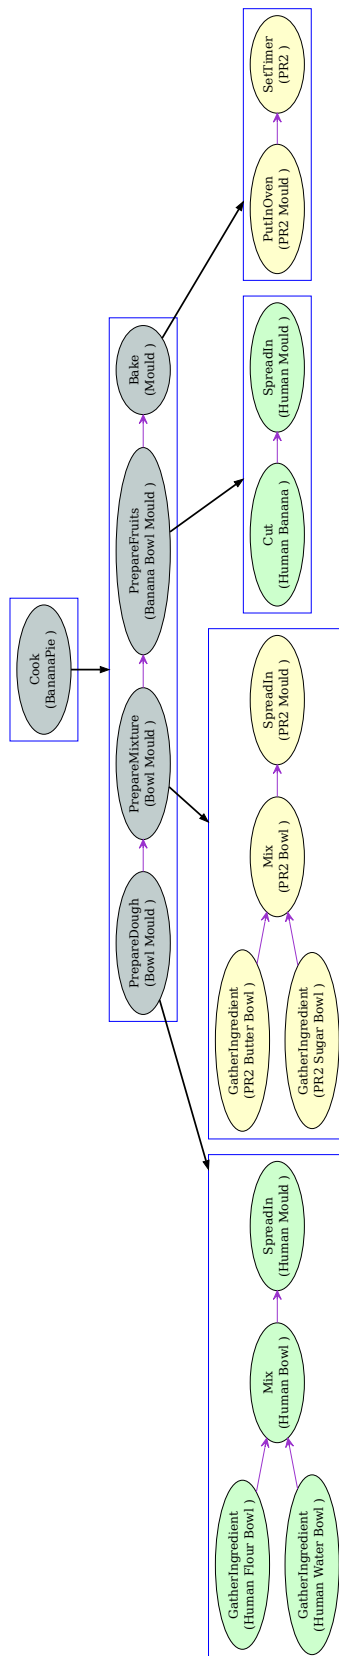 Cook
(BananaPie )
PrepareDough
(Bowl Mould )
PrepareMixture
(Bowl Mould )
PrepareFruits
(Banana Bowl Mould )
Bake
(Mould )
GatherIngredient
(Human Flour Bowl )
GatherIngredient
(Human Water Bowl )
Mix
(Human Bowl )
SpreadIn
(Human Mould )
GatherIngredient
(PR2 Butter Bowl )
GatherIngredient
(PR2 Sugar Bowl )
Mix
(PR2 Bowl )
SpreadIn
(PR2 Mould )
Cut
(Human Banana )
SpreadIn
(Human Mould )
PutInOven
(PR2 Mould )
SetTimer
(PR2 )